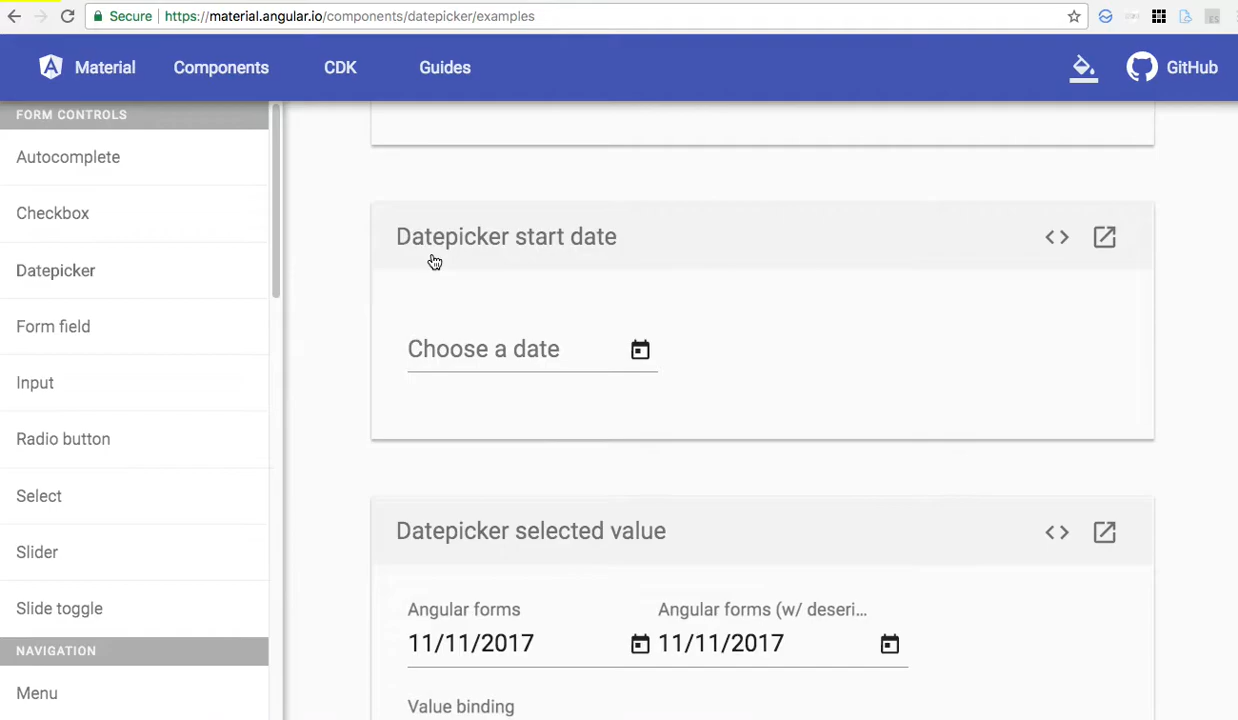 Secure https://material.angular.io/components/datepicker/examples
Material Components CDK Guides GitHub
FORM CONTROLS
Autocomplete
Checkbox
Datepicker
Form field
Input
Radio button
Select
Slider
Slide toggle
NAVIGATION
Menu
Datepicker start date
Choose a date
Datepicker selected value
Angular forms Angular forms (w/ deseri...
11/11/2017 11/11/2017
Value binding